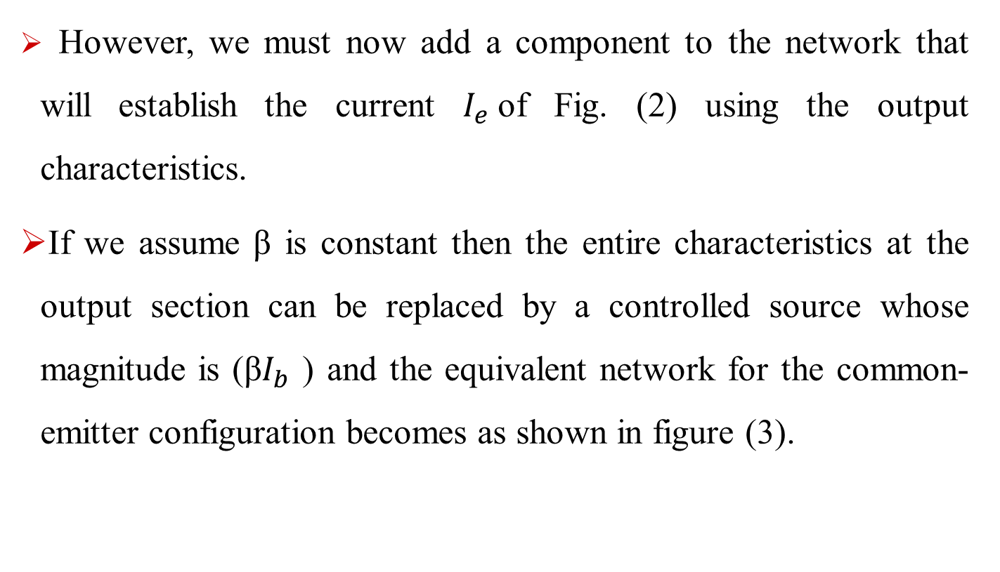 ➢ However, we must now add a component to the network that
will establish the current 𝐼𝑒 of Fig. (2) using the output
characteristics.
➢If we assume β is constant then the entire characteristics at the
output section can be replaced by a controlled source whose
magnitude is (β𝐼𝑏 ) and the equivalent network for the common-
emitter configuration becomes as shown in figure (3).